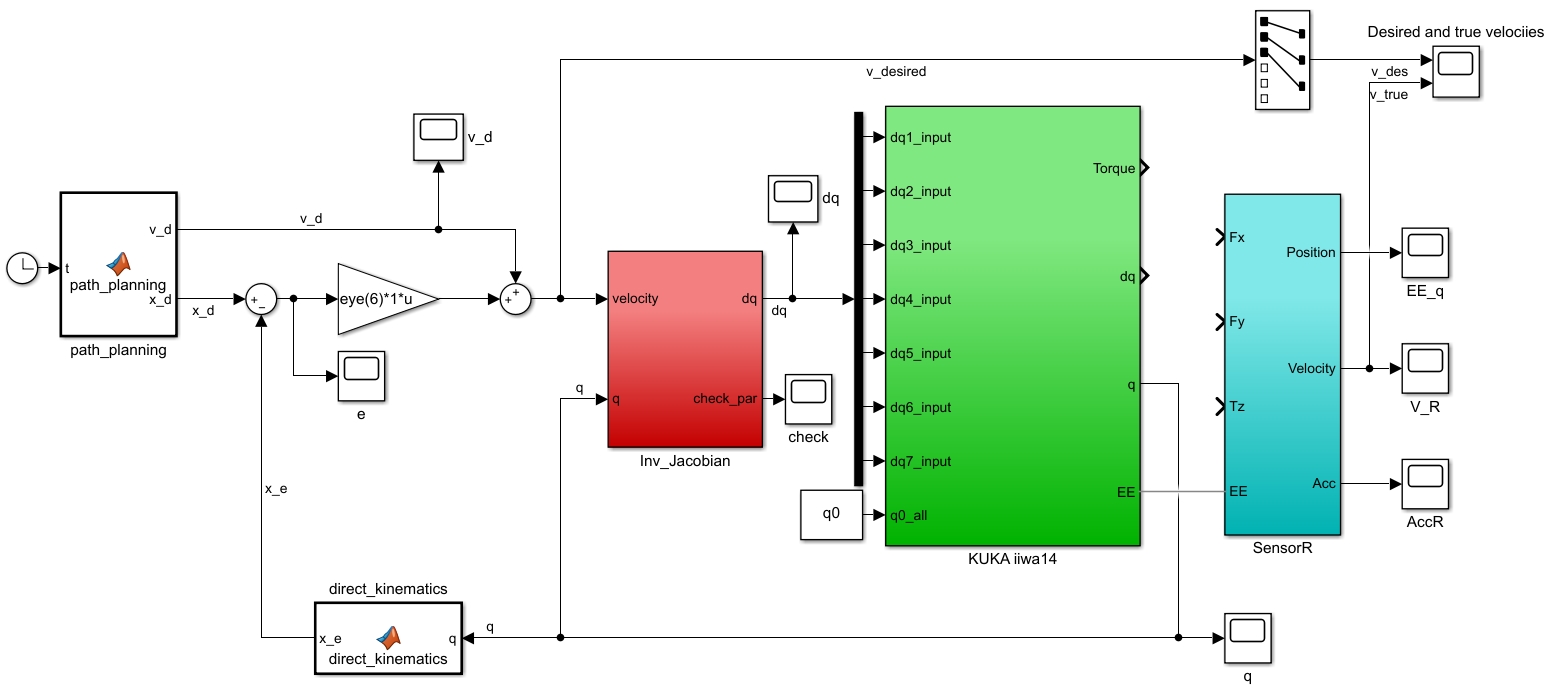 Desired and true velociies
v_desired
v_des
v_true
v_d
v_d
v_d
t
path_planning
x_d
x_d
path_planning
+
−
eye(6)*1*u
e
+
+
velocity
dq
q
check_par
Inv_Jacobian
q
dq
dq
check
dq1_input
dq2_input
dq3_input
dq4_input
dq5_input
dq6_input
dq7_input
q0_all
Torque
dq
q
EE
KUKA iiwa14
q0
Fx
Fy
Tz
EE
Position
Velocity
Acc
SensorR
EE_q
V_R
AccR
x_e
direct_kinematics
x_e
q
direct_kinematics
q
q